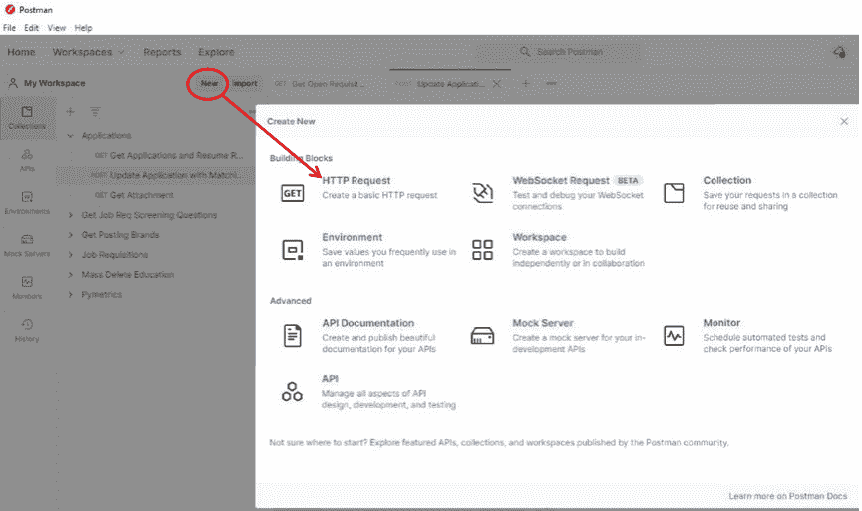 Postman
File Edit View Help
Home Workspaces Reports Explore Search Postman
My Workspace New Import GET Get Open Requisit... POST Update Applicati...
Collections
APIs
Environments
Mock Servers
Monitors
History
Applications
GET Get Applications and Resume R...
POST Update Application with Matchi...
GET Get Attachment
Get Job Req Screening Questions
Get Posting Brands
Job Requisitions
Mass Delete Education
Pymetrics
Create New
Building Blocks
GET
HTTP Request
Create a basic HTTP request
WebSocket Request BETA
Test and debug your WebSocket
connections
Collection
Save your requests in a collection
for reuse and sharing
Environment
Save values you frequently use in
an environment
Workspace
Create a workspace to build
independently or in collaboration
Advanced
API Documentation
Create and publish beautiful
documentation for your APIs
Mock Server
Create a mock server for your in-
development APIs
Monitor
Schedule automated tests and
check performance of your APIs
API
Manage all aspects of API
design, development, and testing
Not sure where to start? Explore featured APIs, collections, and workspaces published by the Postman community.
Learn more on Postman Docs